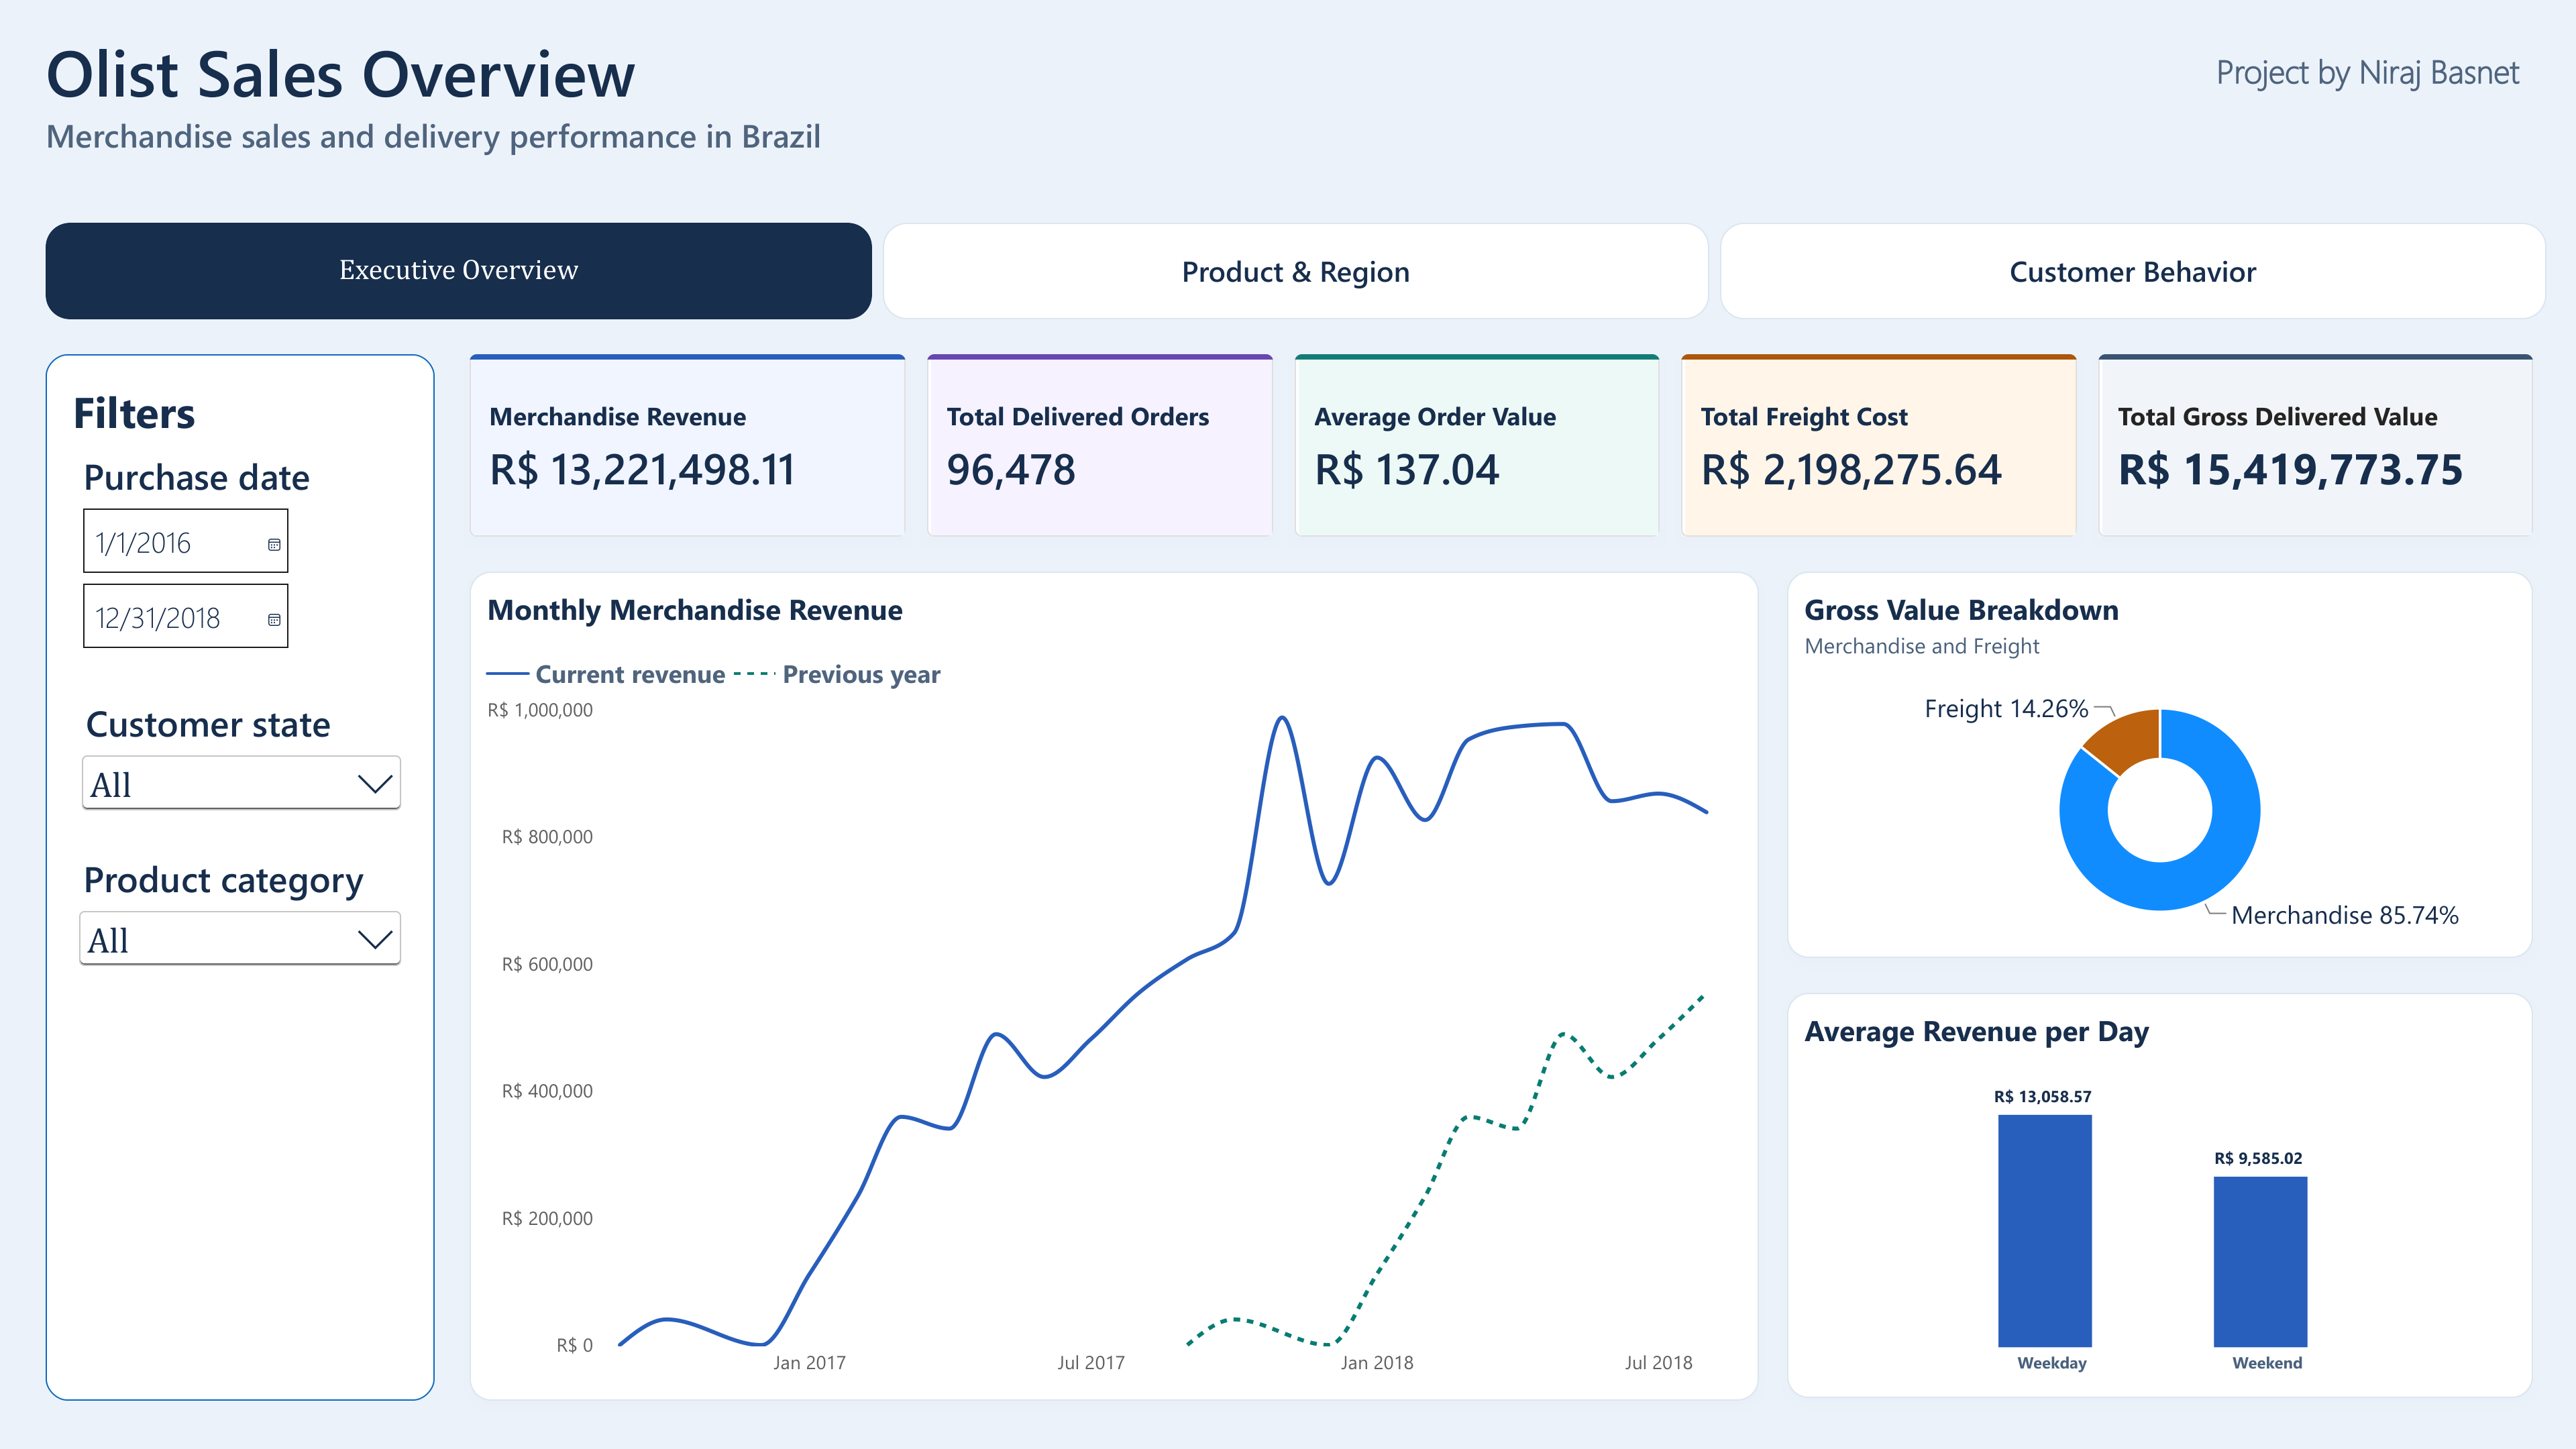 Olist Sales Overview
Project by Niraj Basnet
Merchandise sales and delivery performance in Brazil
Executive Overview
Product & Region
Customer Behavior
Filters
Purchase date
1/1/2016
12/31/2018
Customer state
All
Product category
All
Merchandise Revenue
R$ 13,221,498.11
Total Delivered Orders
96,478
Average Order Value
R$ 137.04
Total Freight Cost
R$ 2,198,275.64
Total Gross Delivered Value
R$ 15,419,773.75
Monthly Merchandise Revenue
Current revenue
Previous year
R$ 1,000,000
R$ 800,000
R$ 600,000
R$ 400,000
R$ 200,000
R$ 0
Jan 2017
Jul 2017
Jan 2018
Jul 2018
Gross Value Breakdown
Merchandise and Freight
Freight 14.26%
Merchandise 85.74%
Average Revenue per Day
R$ 13,058.57
R$ 9,585.02
Weekday
Weekend